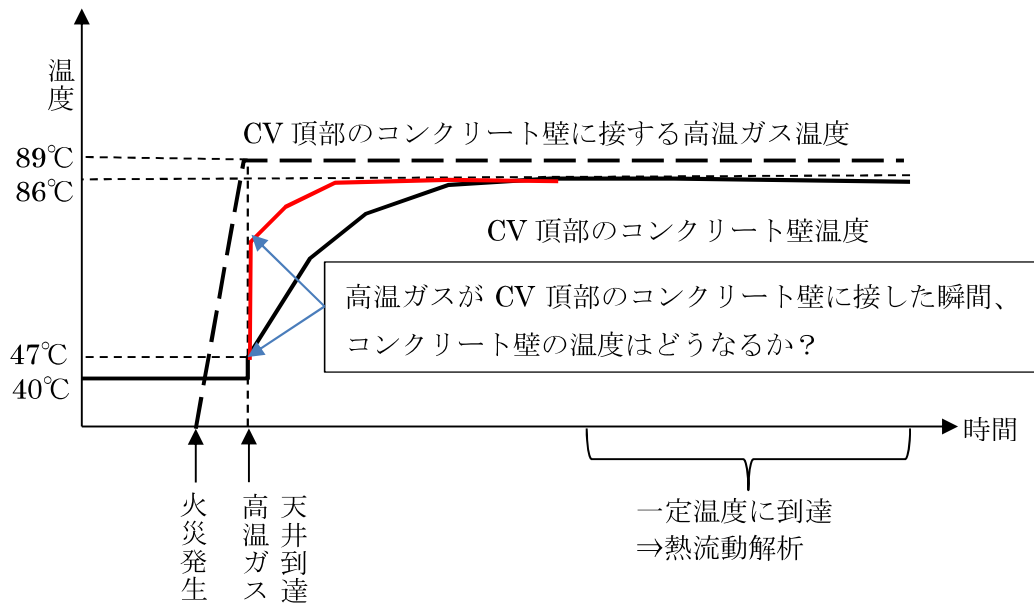 温度
CV 頂部のコンクリート壁に接する高温ガス温度
89℃
86℃
CV 頂部のコンクリート壁温度
高温ガスが CV 頂部のコンクリート壁に接した瞬間、
コンクリート壁の温度はどうなるか？
47℃
40℃
時間
火災発生
高温ガス
天井到達
一定温度に到達
⇒熱流動解析